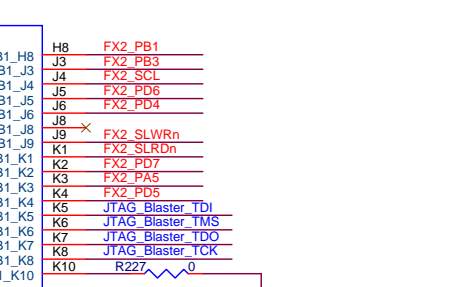 B1_H8 H8 FX2_PB1
B1_J3 J3 FX2_PB3
B1_J4 J4 FX2_SCL
B1_J5 J5 FX2_PD6
B1_J6 J6 FX2_PD4
B1_J8 J8
B1_J9 J9 FX2_SLWRn
B1_K1 K1 FX2_SLRDn
B1_K2 K2 FX2_PD7
B1_K3 K3 FX2_PA5
B1_K4 K4 FX2_PD5
B1_K5 K5 JTAG_Blaster_TDI
B1_K6 K6 JTAG_Blaster_TMS
B1_K7 K7 JTAG_Blaster_TDO
B1_K8 K8 JTAG_Blaster_TCK
1_K10 K10 R227 0